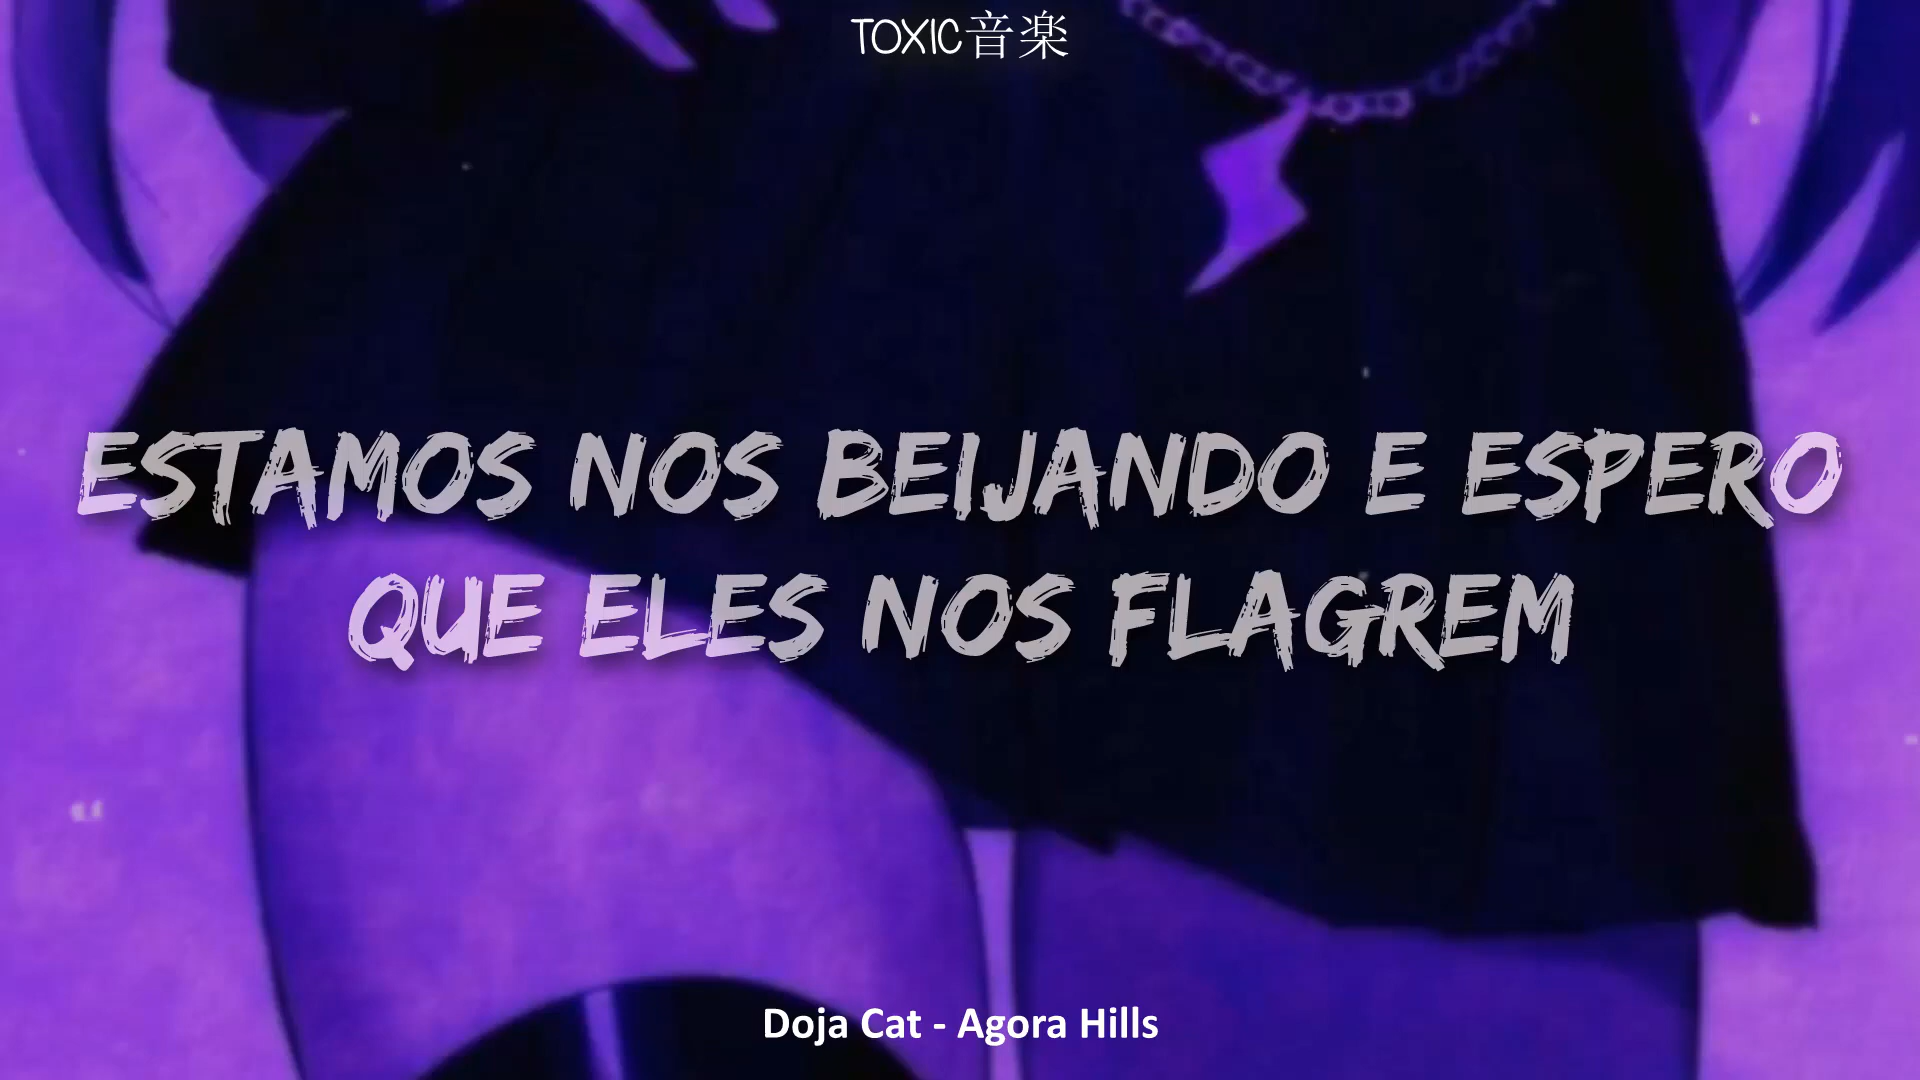 TOXIC音楽
ESTAMOS NOS BEIJANDO E ESPERO
QUE ELES NOS FLAGREM
Doja Cat - Agora Hills